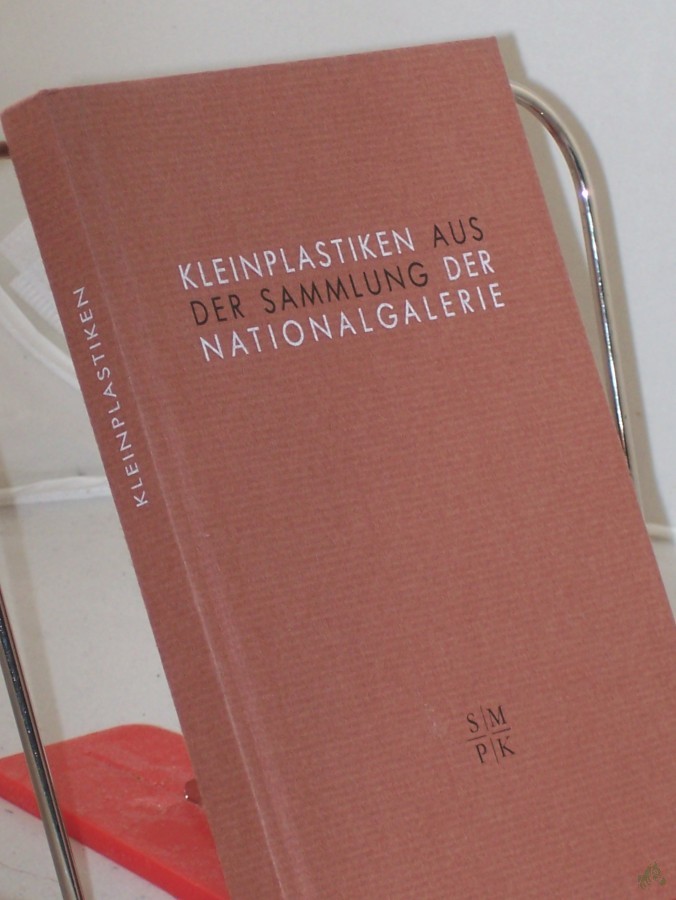 KLEINPLASTIKEN AUS
DER SAMMLUNG DER
NATIONALGALERIE
KLEINPLASTIKEN
S M
P K